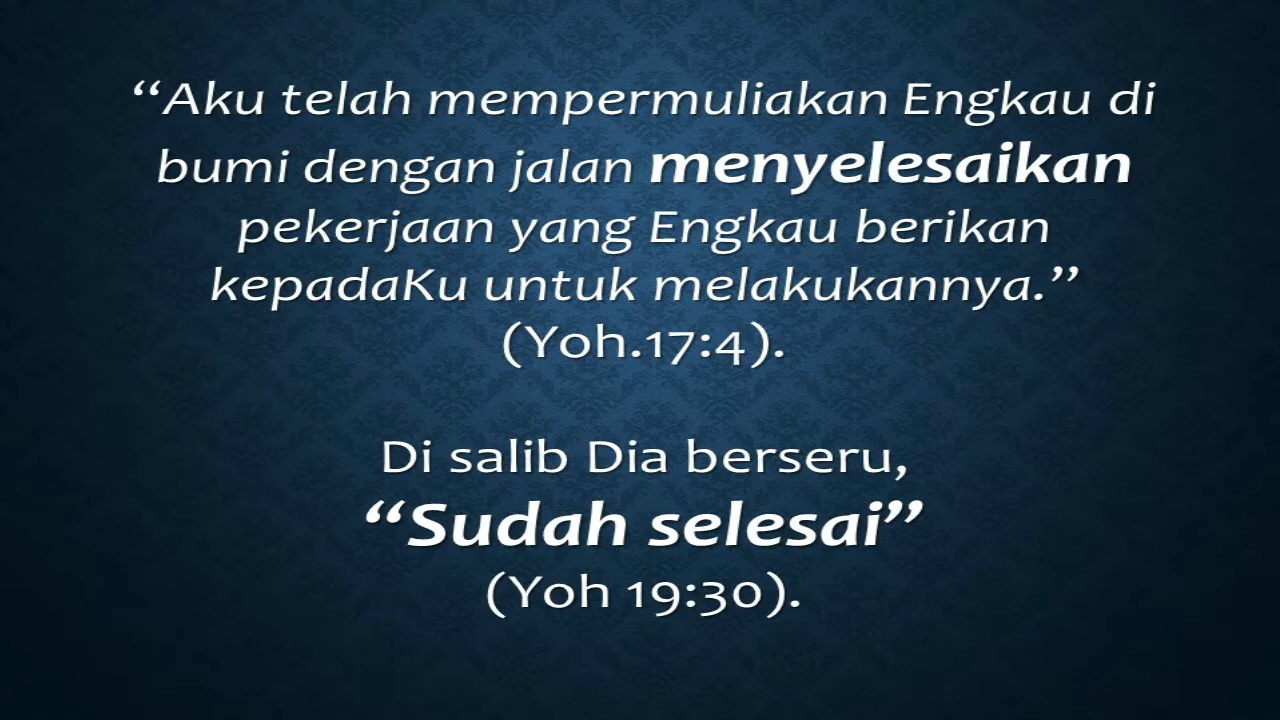 “Aku telah mempermuliakan Engkau di
bumi dengan jalan menyelesaikan
pekerjaan yang Engkau berikan
kepadaKu untuk melakukannya.”
(Yoh.17:4).
Di salib Dia berseru,
“Sudah selesai”
(Yoh 19:30).